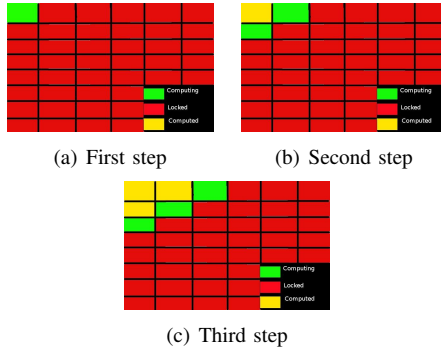 Computing
Locked
Computed
Computing
Locked
Computed
(a) First step
(b) Second step
Computing
Locked
Computed
(c) Third step